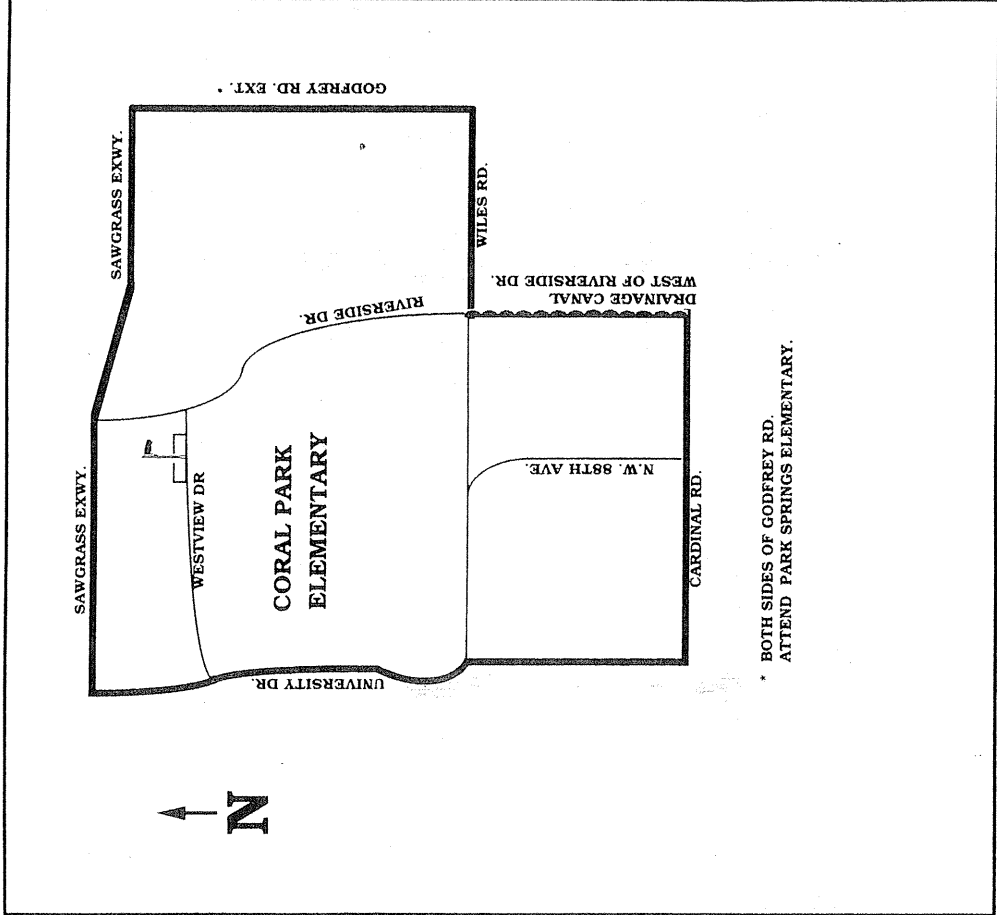 GODFREY RD. EXT. *
SAWGRASS EXWY.
WILES RD.
DRAINAGE CANAL
WEST OF RIVERSIDE DR.
RIVERSIDE DR.
SAWGRASS EXWY.
WESTVIEW DR
CORAL PARK
ELEMENTARY
N.W. 88TH AVE.
CARDINAL RD.
UNIVERSITY DR.
* BOTH SIDES OF GODFREY RD.
ATTEND PARK SPRINGS ELEMENTARY.
N